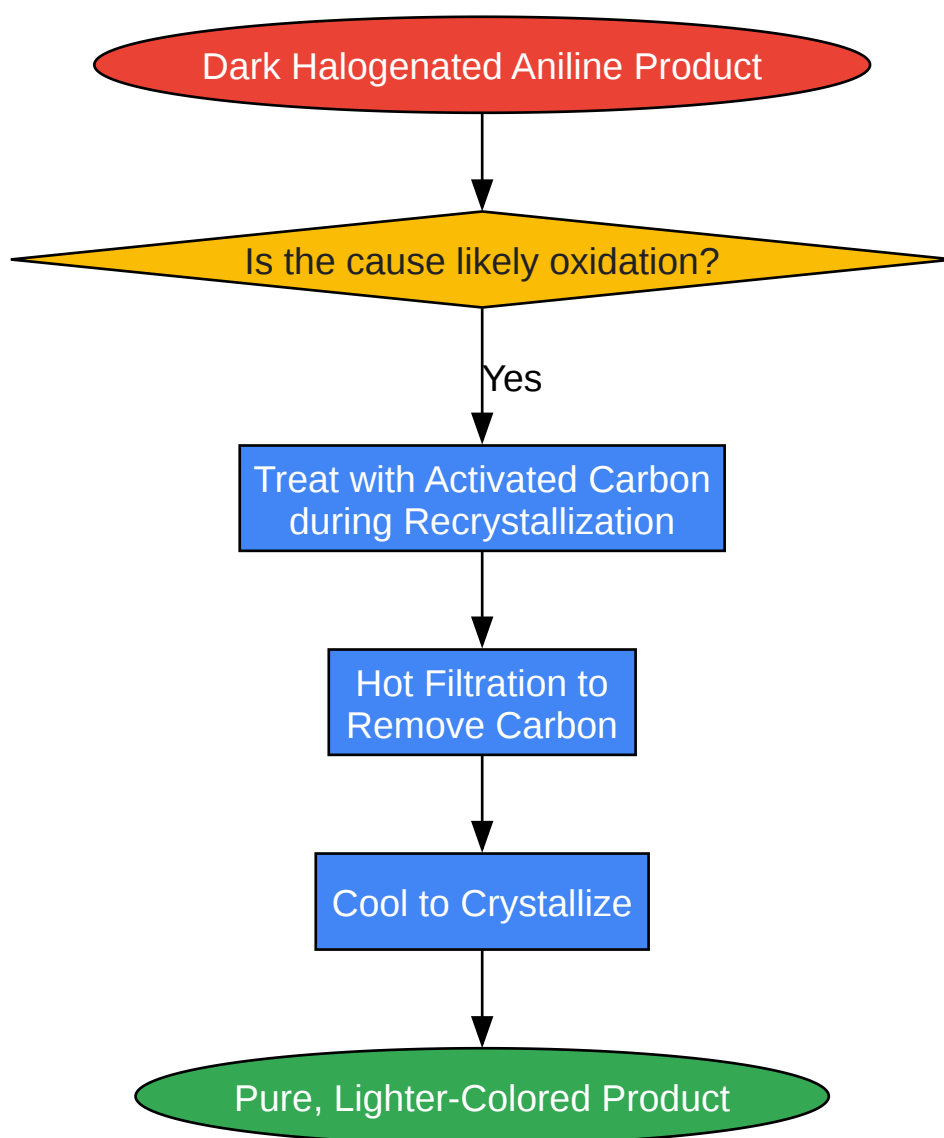 Dark Halogenated Aniline Product
Is the cause likely oxidation?
Yes
Treat with Activated Carbon
during Recrystallization
Hot Filtration to
Remove Carbon
Cool to Crystallize
Pure, Lighter-Colored Product